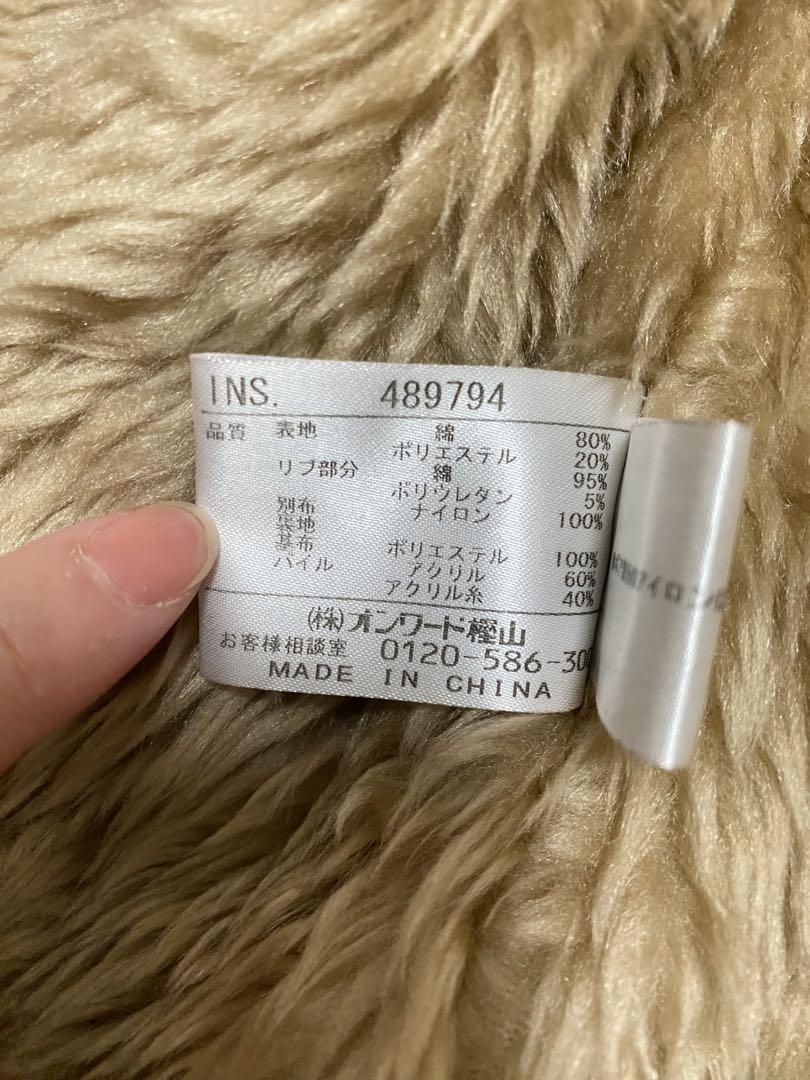 INS. 489794
品質 表地 綿 80%
ポリエステル 20%
リブ部分 綿 95%
ポリウレタン 5%
別布 ナイロン 100%
袋地
基布 ポリエステル 100%
パイル アクリル 60%
アクリル糸 40%
(株)オンワード樫山
お客様相談室 0120-586-300
MADE IN CHINA